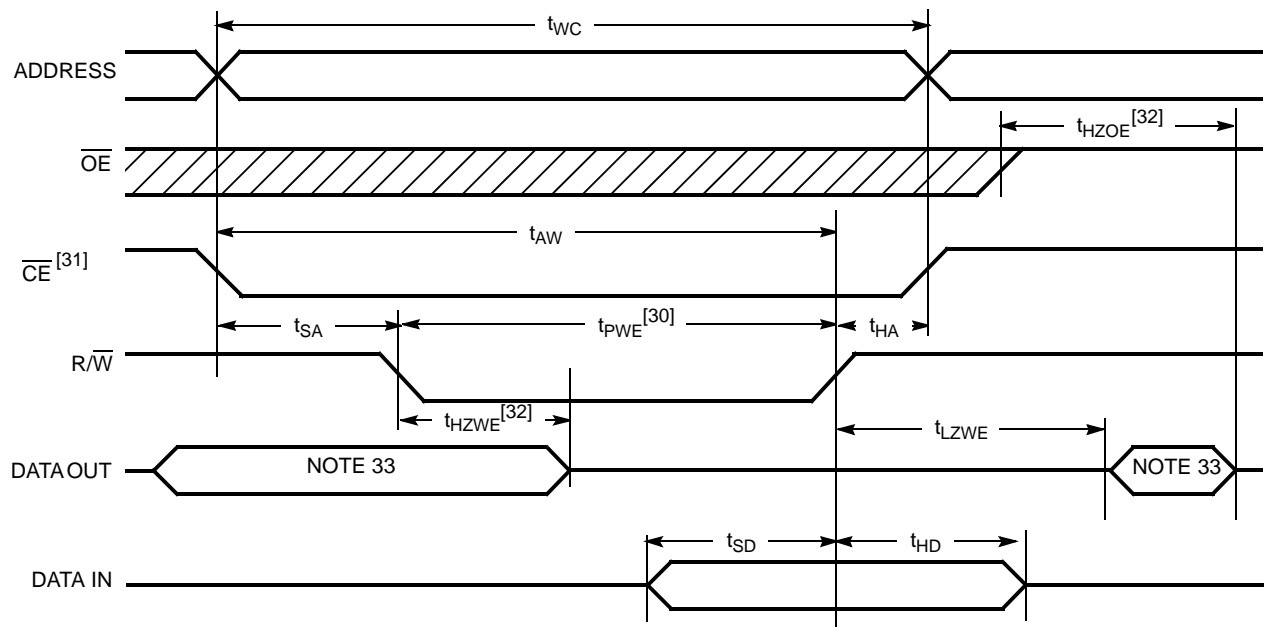 tWC
ADDRESS
tHZOE[32]
OE
tAW
CE[31]
tSA
tPWE[30]
tHA
R/W
tHZWE[32]
tLZWE
DATA OUT
NOTE 33
NOTE 33
tSD
tHD
DATA IN